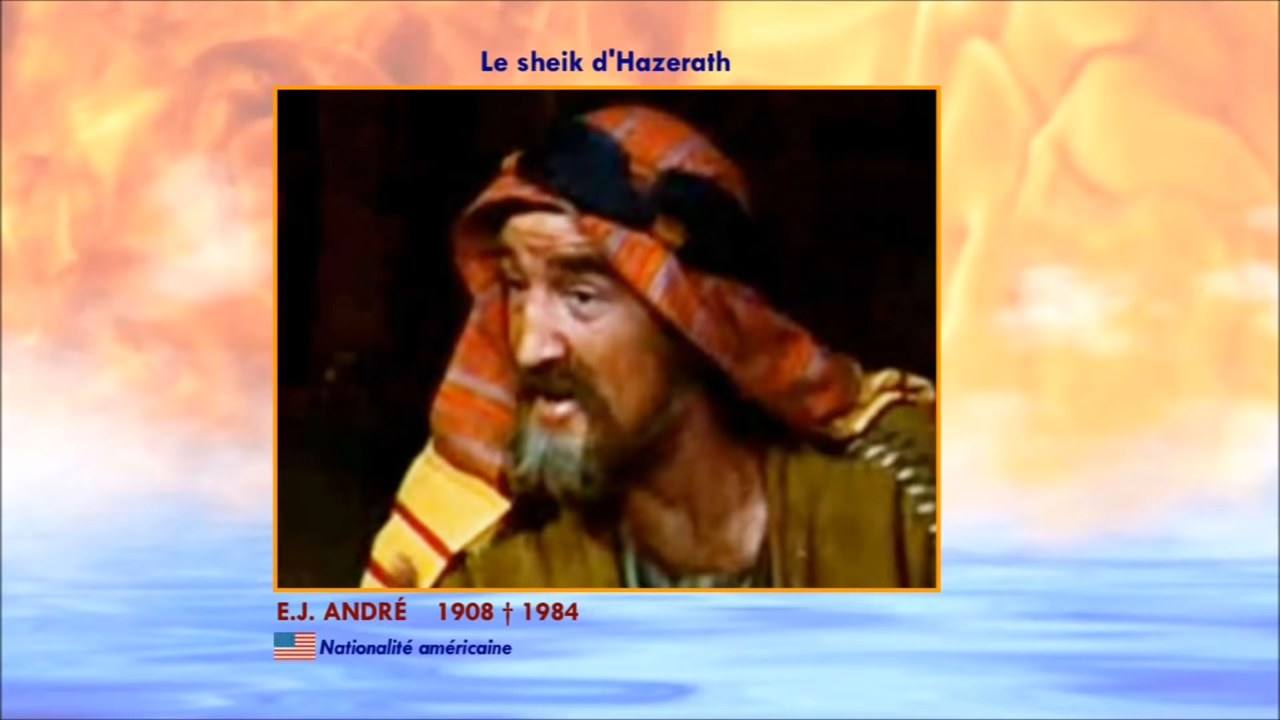 Le sheik d'Hazerath
E.J. ANDRÉ 1908 † 1984
Nationalité américaine